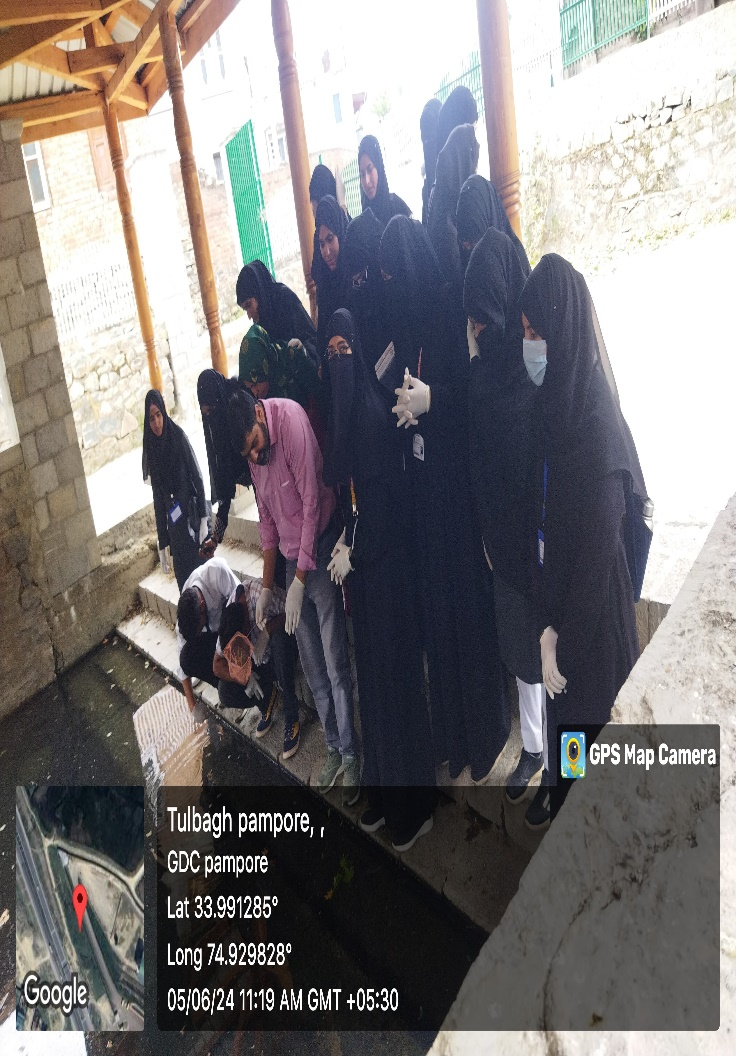 GPS Map Camera
Tulbagh pampore, ,
GDC pampore
Lat 33.991285°
Long 74.929828°
05/06/24 11:19 AM GMT +05:30
Google